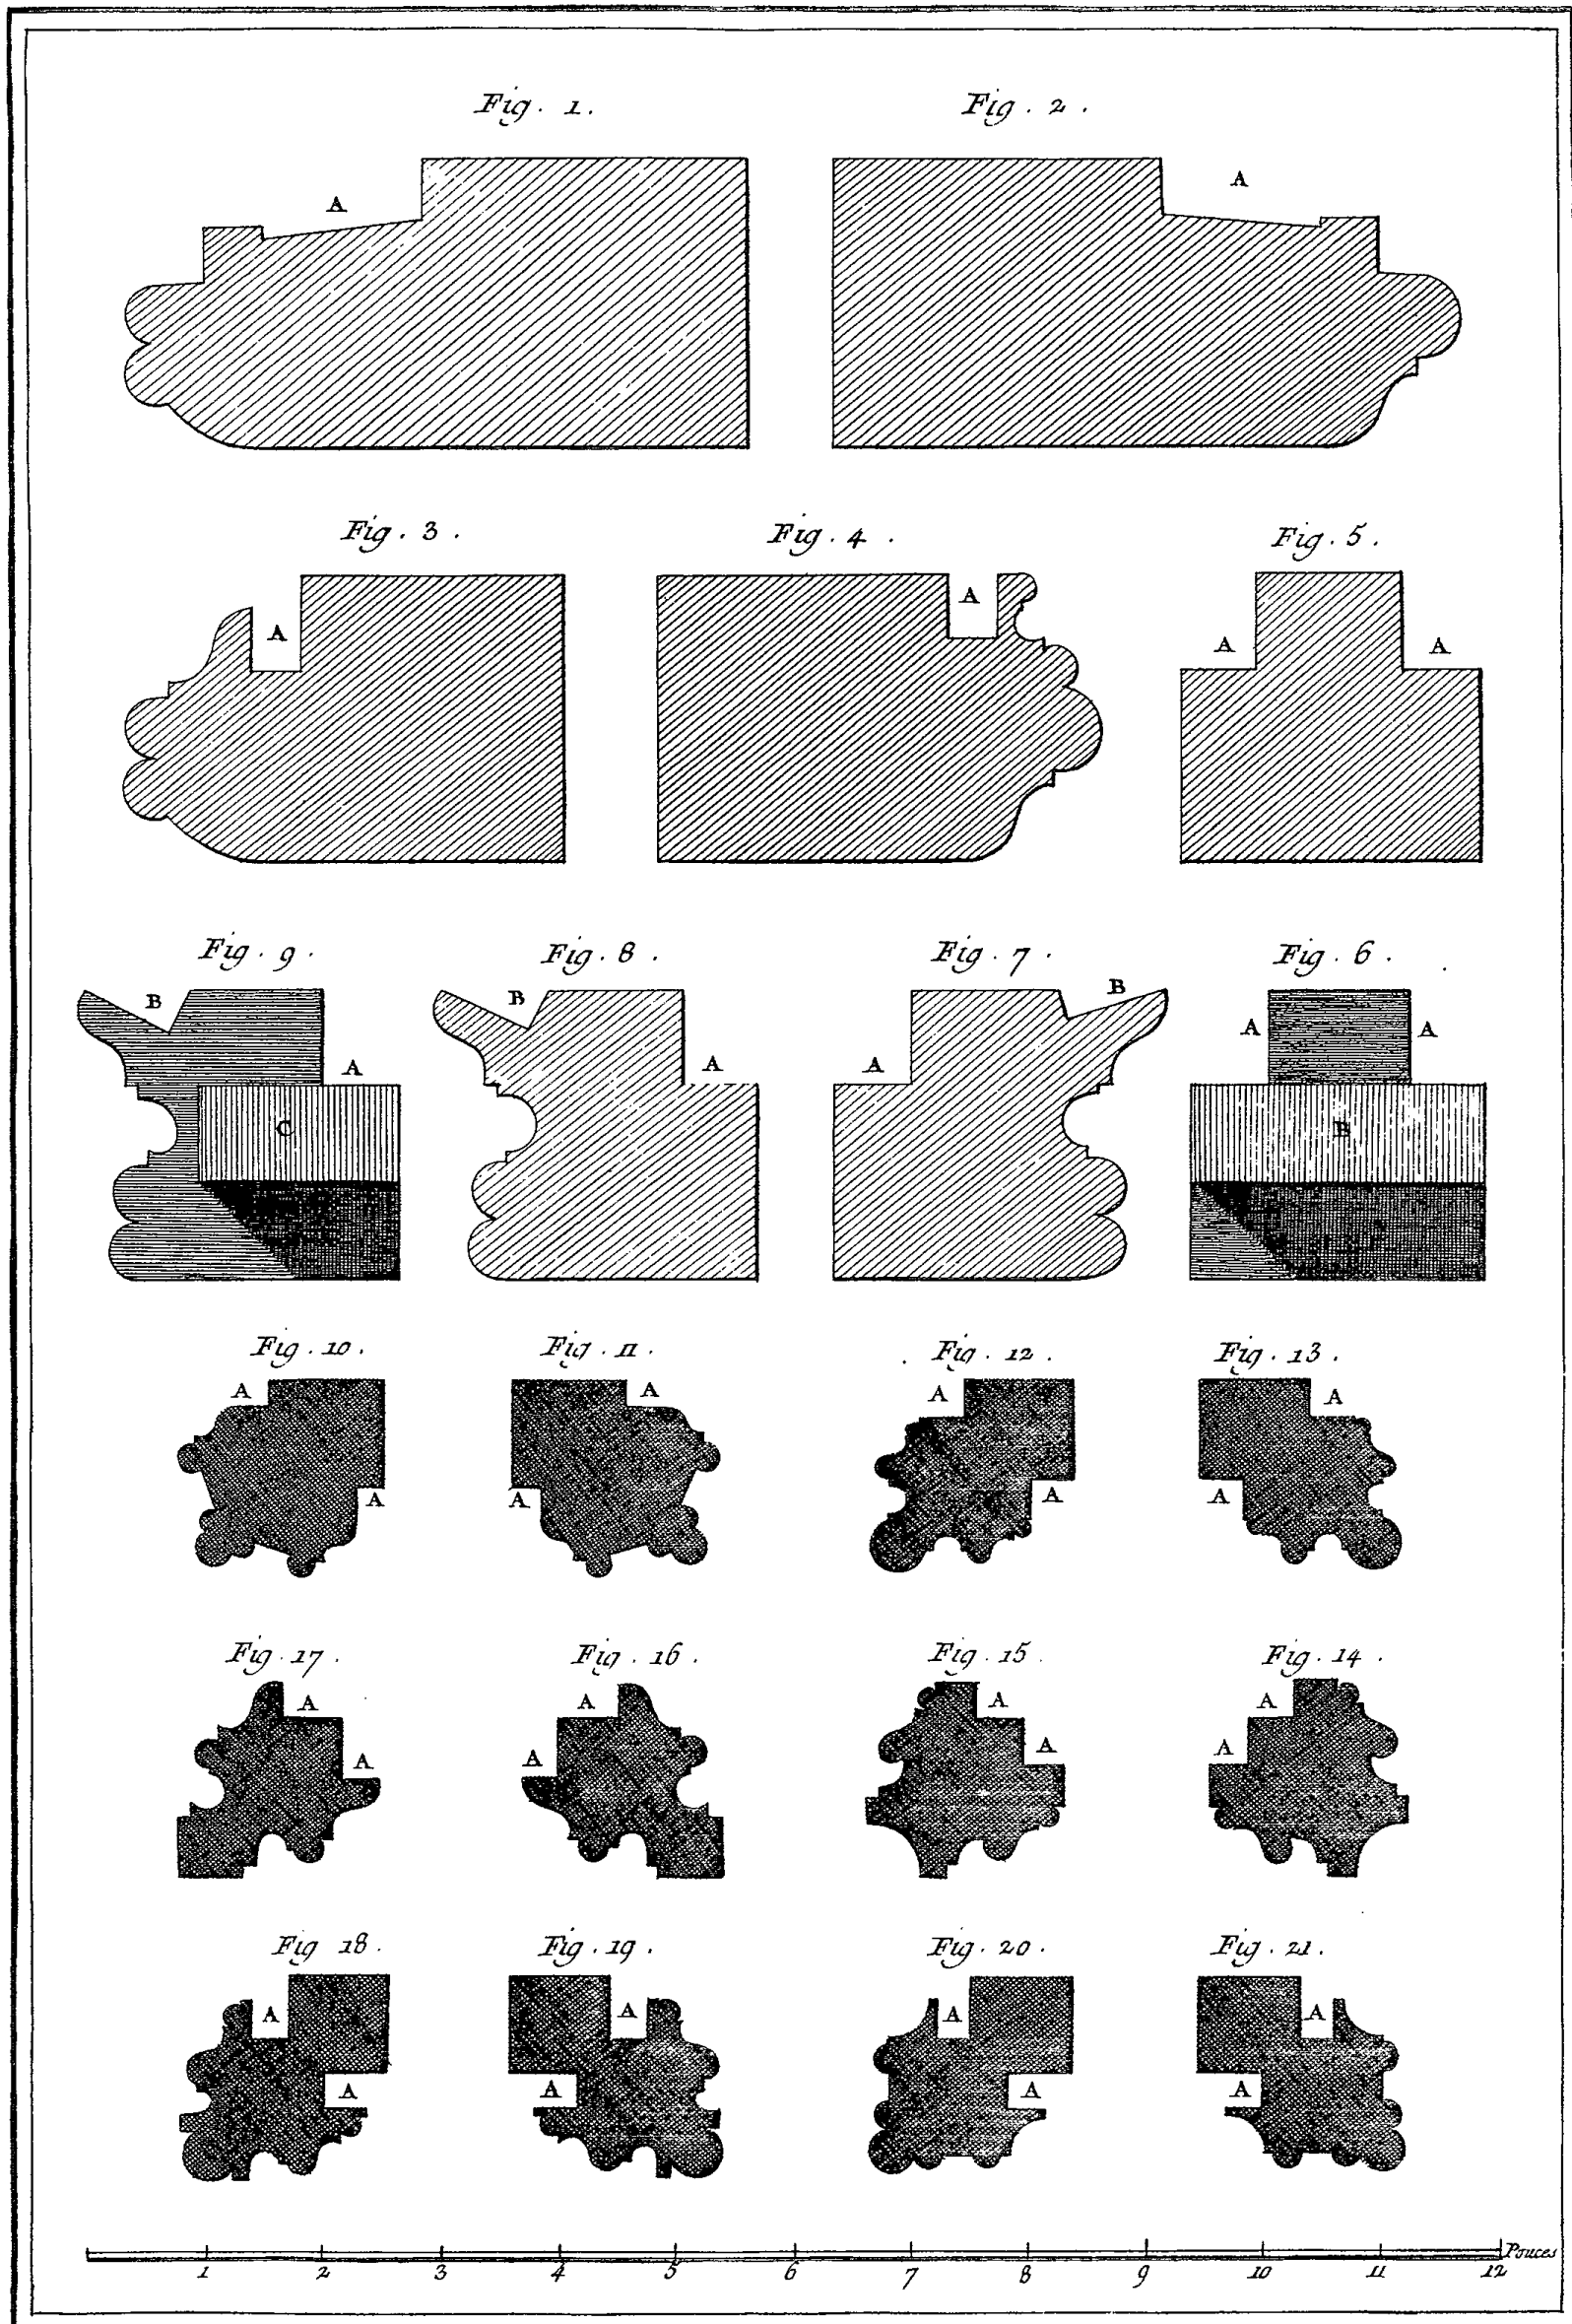 Fig. 1. Fig. 2.
A A
Fig. 3. Fig. 4. Fig. 5.
A A A A
Fig. 9. Fig. 8. Fig. 7. Fig. 6.
B B B A A
A A A
C B
Fig. 10. Fig. 11. Fig. 12. Fig. 13.
A A A A
A A A A
Fig. 17. Fig. 16. Fig. 15. Fig. 14.
A A A A
A A A A
Fig 18. Fig. 19. Fig. 20. Fig. 21.
A A A A
A A A A
1 2 3 4 5 6 7 8 9 10 11 12 Pouces